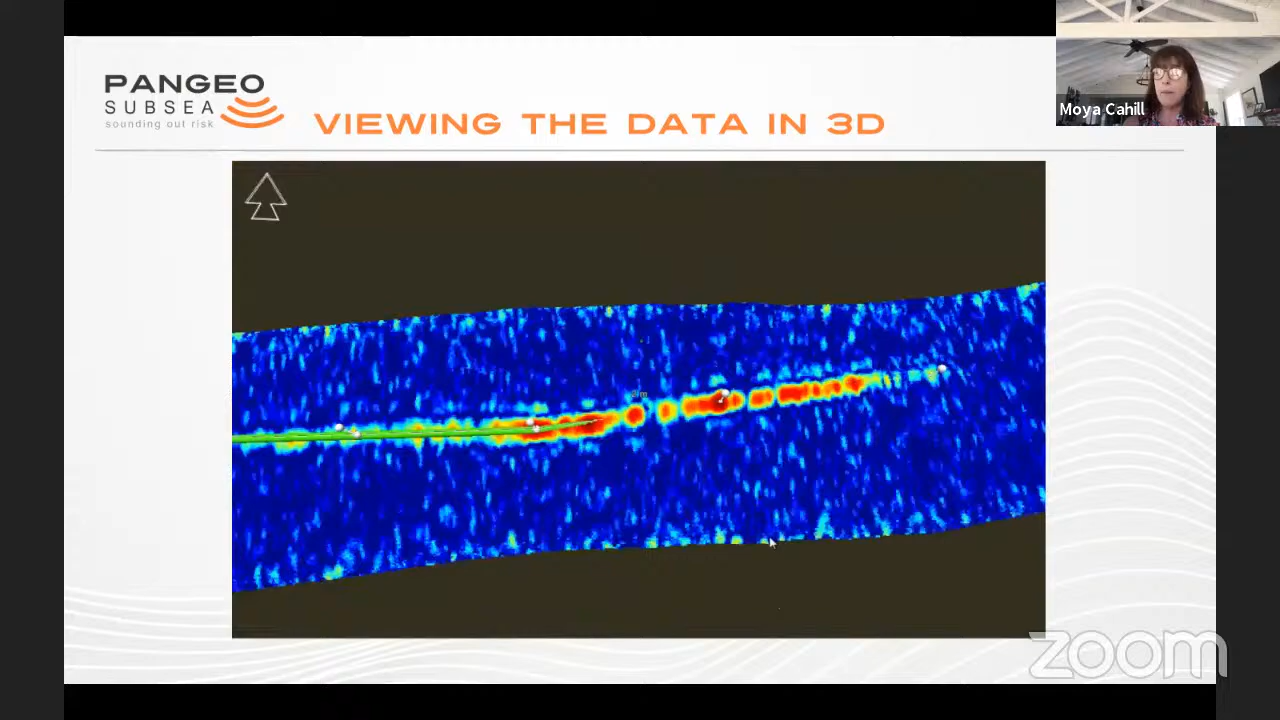 PANGEO
SUBSEA
sounding out risk
VIEWING THE DATA IN 3D
Moya Cahill
zoom